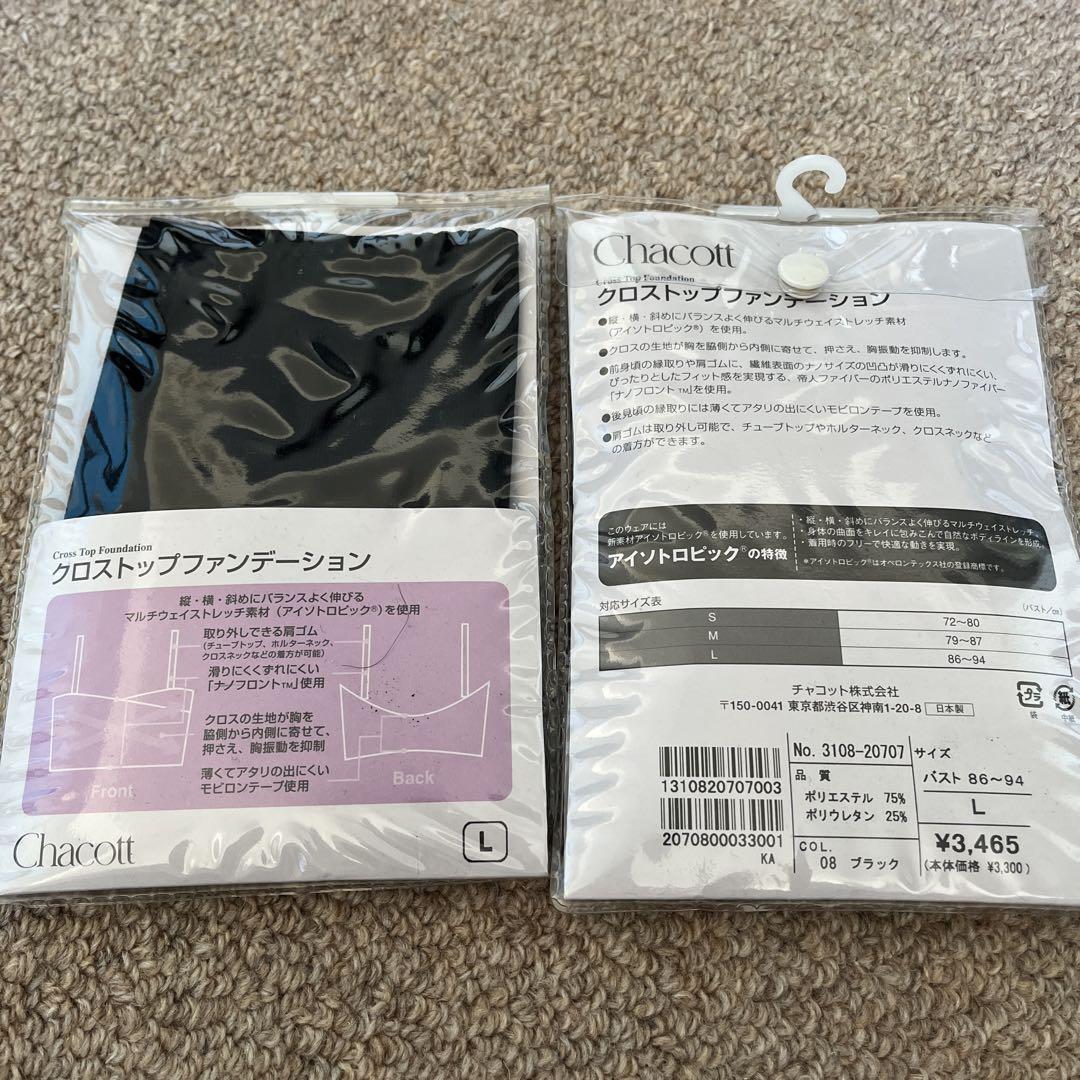 Cross Top Foundation
クロストップファンデーション
縦・横・斜めにバランスよく伸びる
マルチウェイストレッチ素材（アイソトロピック®）を使用
取り外しできる肩ゴム
（チューブトップ、ホルターネック、
クロスネックなどの着方が可能）
滑りにくくずれにくい
「ナノフロント™」使用
クロスの生地が胸を
脇側から内側に寄せて、
押さえ、胸振動を抑制
薄くてアタリの出にくい
モビロンテープ使用
Front
Back
Chacott
L
Chacott
Cross Top Foundation
クロストップファンデーション
●縦・横・斜めにバランスよく伸びるマルチウェイストレッチ素材
（アイソトロピック®）を使用。
●クロスの生地が胸を脇側から内側に寄せて、押さえ、胸振動を抑制します。
●前身頃の縁取りや肩ゴムに、繊維表面のナノサイズの凹凸が滑りにくくずれにくい、
ぴったりとしたフィット感を実現する、帝人ファイバーのポリエステルナノファイバー
「ナノフロント™」を使用。
●後見頃の縁取りには薄くてアタリの出にくいモビロンテープを使用。
●肩ゴムは取り外し可能で、チューブトップやホルターネック、クロスネックなど
の着方ができます。
このウェアには
新素材アイソトロピック®を使用しています。
アイソトロピック®の特徴
・縦・横・斜めにバランスよく伸びるマルチウェイストレッチ。
・身体の曲面をキレイに包みこんで自然なボディラインを形成。
・着用時のフリーで快適な動きを実現。
＊アイソトロピック®はオペロンテックス社の登録商標です。
対応サイズ表
（バスト／㎝）
S 72～80
M 79～87
L 86～94
チャコット株式会社
〒150-0041 東京都渋谷区神南1-20-8 日本製
プラ
袋
紙
中紙
1310820707003
2070800033001
KA
No. 3108-20707
品 質
ポリエステル 75%
ポリウレタン 25%
COL.
08 ブラック
サイズ
バスト 86～94
L
¥3,465
(本体価格 ¥3,300)